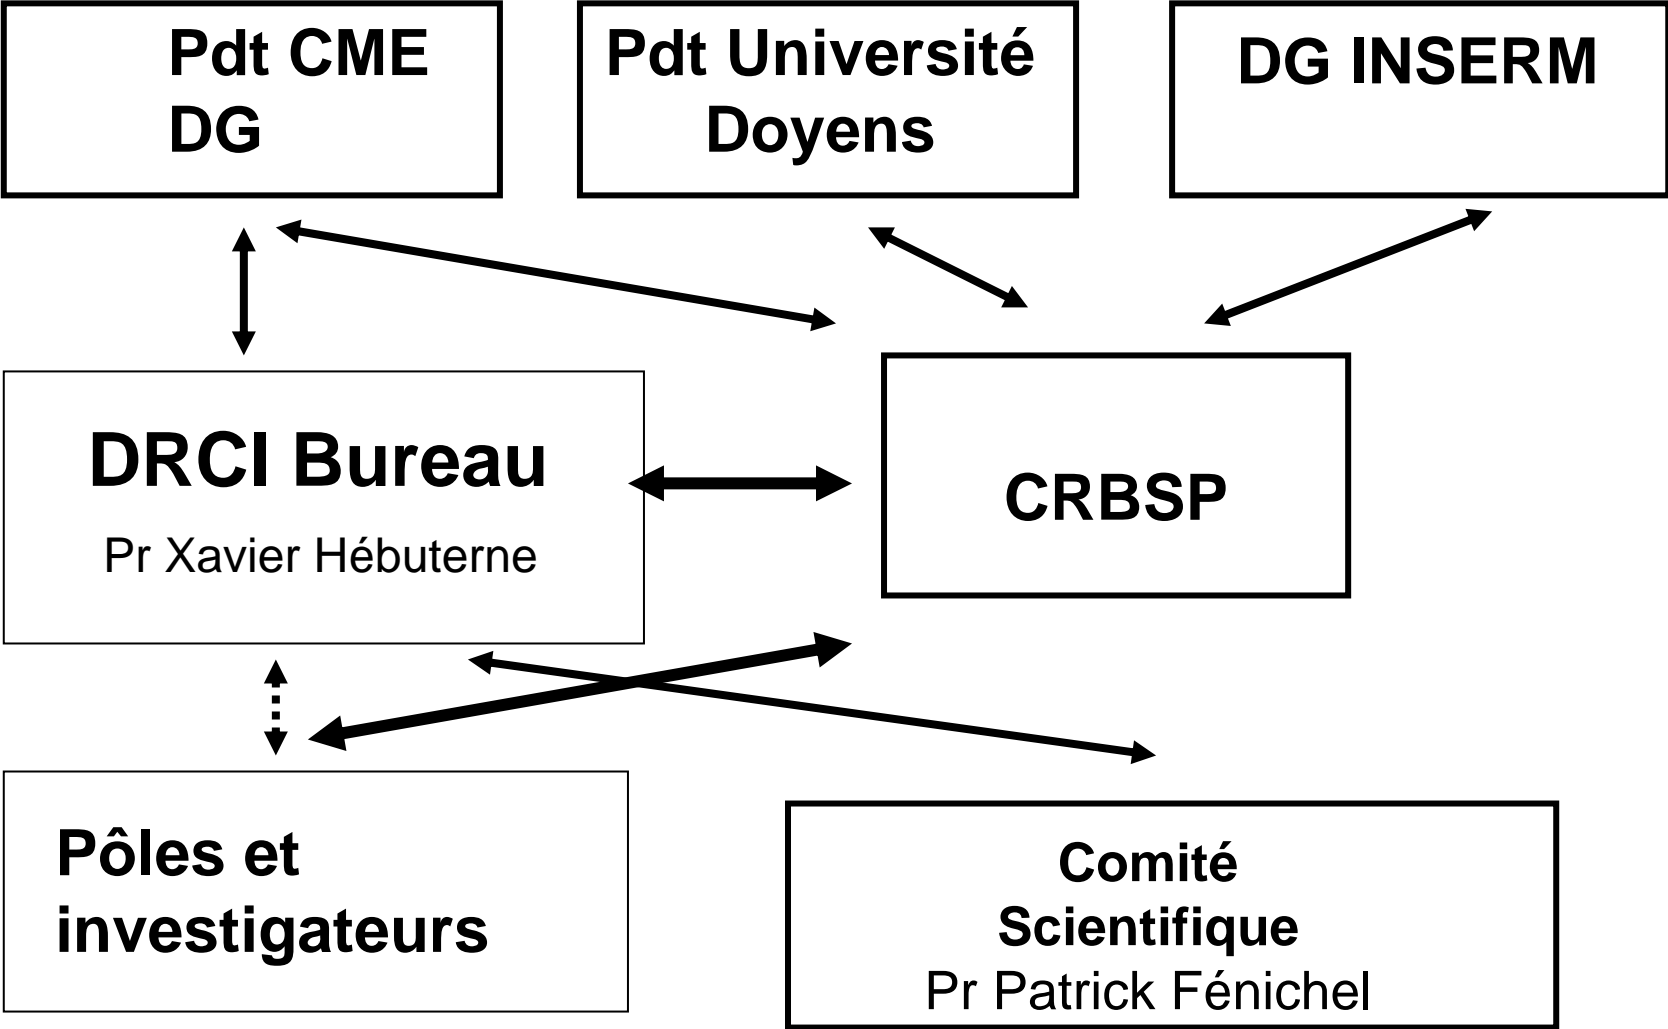 Pdt CME
DG
Pdt Université
Doyens
DG INSERM
DRCI Bureau
Pr Xavier Hébuterne
CRBSP
Pôles et
investigateurs
Comité
Scientifique
Pr Patrick Fénichel